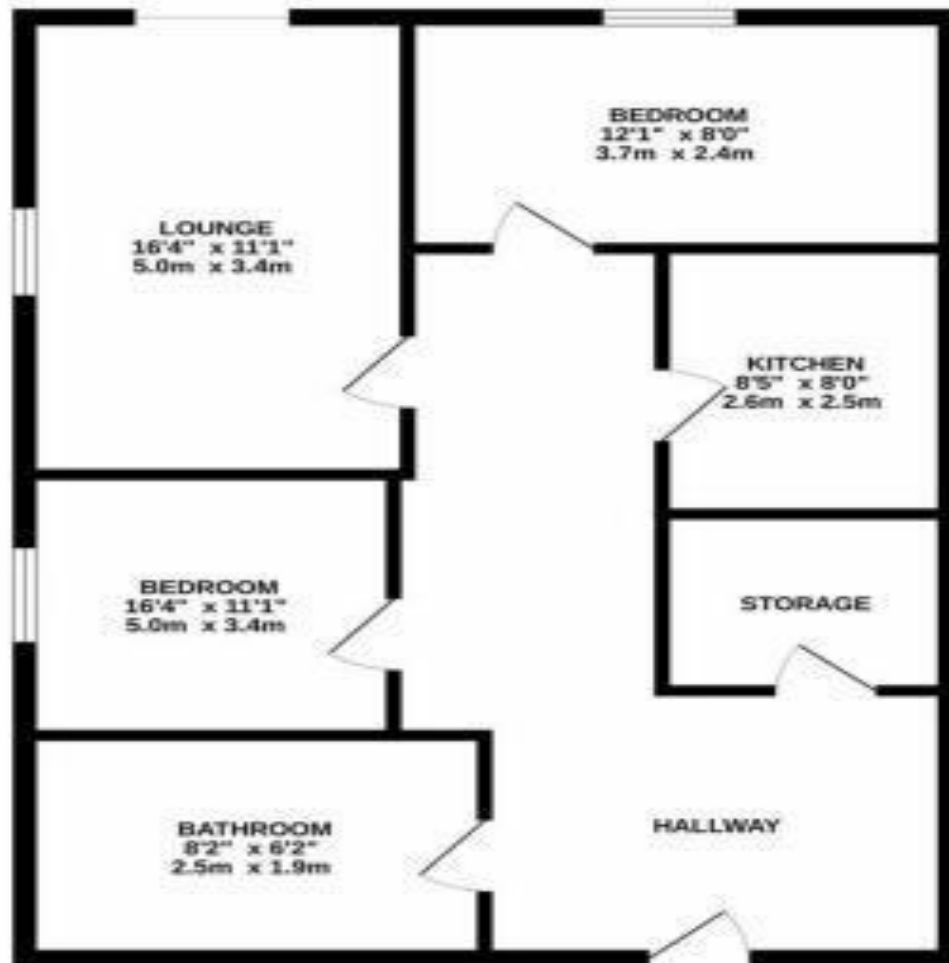 BEDROOM
12'1" x 8'0"
3.7m x 2.4m
LOUNGE
16'4" x 11'1"
5.0m x 3.4m
KITCHEN
8'5" x 8'0"
2.6m x 2.5m
BEDROOM
16'4" x 11'1"
5.0m x 3.4m
STORAGE
BATHROOM
8'2" x 6'2"
2.5m x 1.9m
HALLWAY